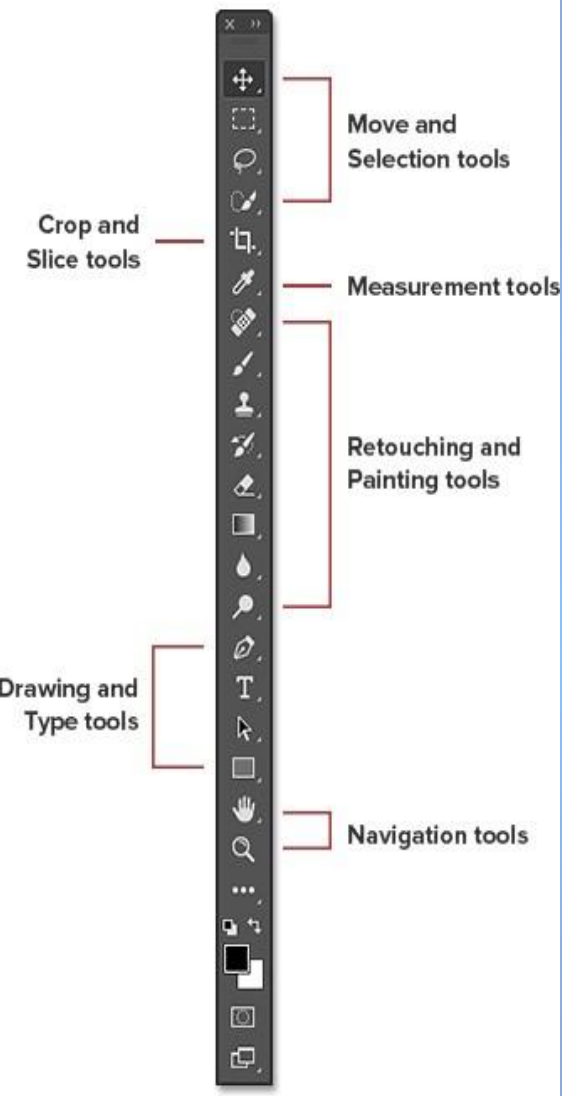 Move and
Selection tools
Crop and
Slice tools
Measurement tools
Retouching and
Painting tools
Drawing and
Type tools
Navigation tools